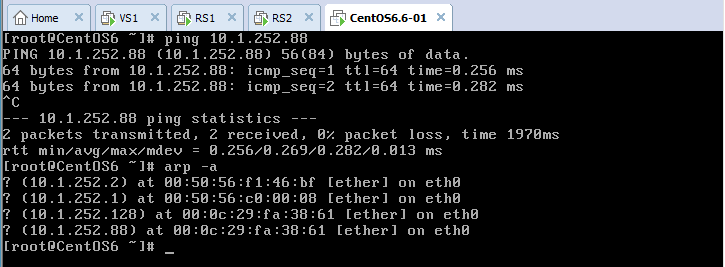 Home VS1 RS1 RS2 CentOS6.6-01
[root@CentOS6 ~]# ping 10.1.252.88
PING 10.1.252.88 (10.1.252.88) 56(84) bytes of data.
64 bytes from 10.1.252.88: icmp_seq=1 ttl=64 time=0.256 ms
64 bytes from 10.1.252.88: icmp_seq=2 ttl=64 time=0.282 ms
^C
--- 10.1.252.88 ping statistics ---
2 packets transmitted, 2 received, 0% packet loss, time 1970ms
rtt min/avg/max/mdev = 0.256/0.269/0.282/0.013 ms
[root@CentOS6 ~]# arp -a
? (10.1.252.2) at 00:50:56:f1:46:bf [ether] on eth0
? (10.1.252.1) at 00:50:56:c0:00:08 [ether] on eth0
? (10.1.252.128) at 00:0c:29:fa:38:61 [ether] on eth0
? (10.1.252.88) at 00:0c:29:fa:38:61 [ether] on eth0
[root@CentOS6 ~]# _